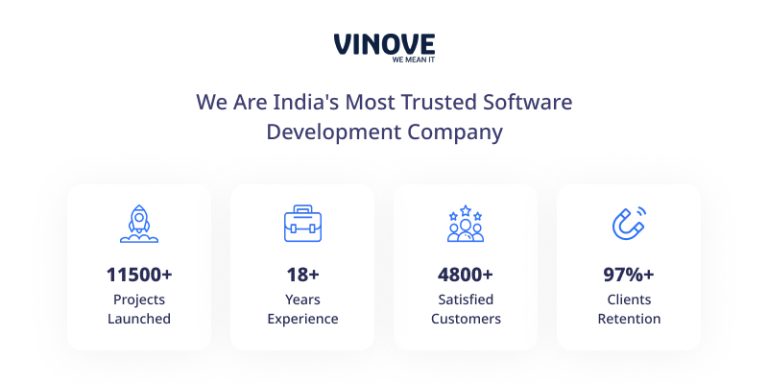 VINOVE
WE MEAN IT
We Are India's Most Trusted Software
Development Company
11500+
Projects
Launched
18+
Years
Experience
4800+
Satisfied
Customers
97%+
Clients
Retention